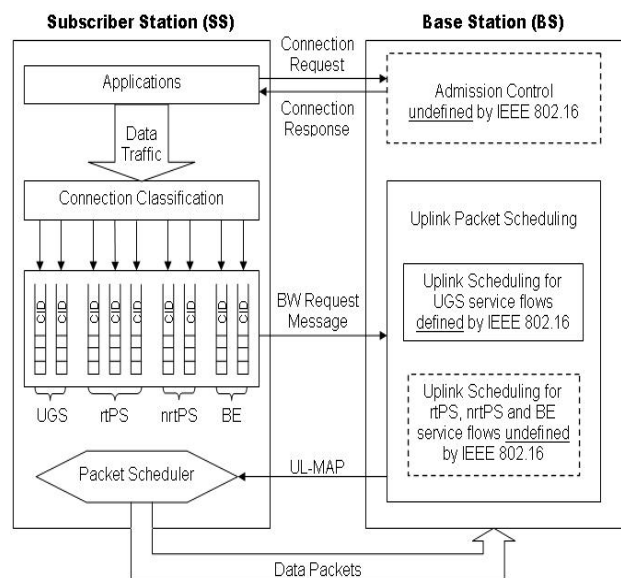 Subscriber Station (SS)
Base Station (BS)
Connection
Request
Applications
Admission Control
undefined by IEEE 802.16
Connection
Response
Data
Traffic
Connection Classification
Uplink Packet Scheduling
CID
CID
CID
CID
CID
CID
CID
CID
CID
BW Request
Message
Uplink Scheduling for
UGS service flows
defined by IEEE 802.16
UGS
rtPS
nrtPS
BE
Uplink Scheduling for
rtPS, nrtPS and BE
service flows undefined
by IEEE 802.16
Packet Scheduler
UL-MAP
Data Packets